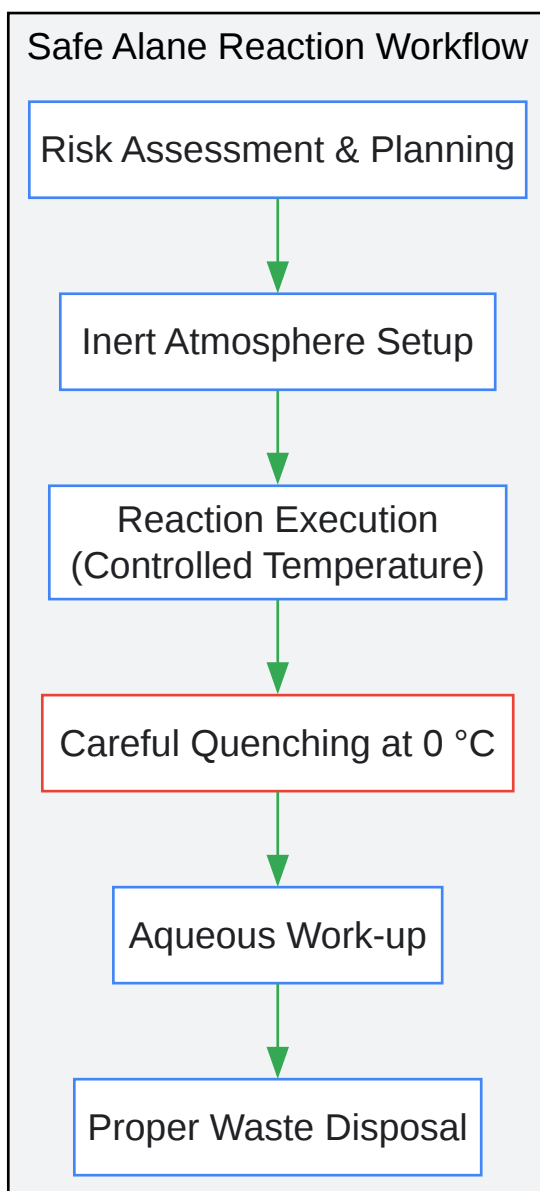 Safe Alane Reaction Workflow
Risk Assessment & Planning
Inert Atmosphere Setup
Reaction Execution
(Controlled Temperature)
Careful Quenching at 0 °C
Aqueous Work-up
Proper Waste Disposal